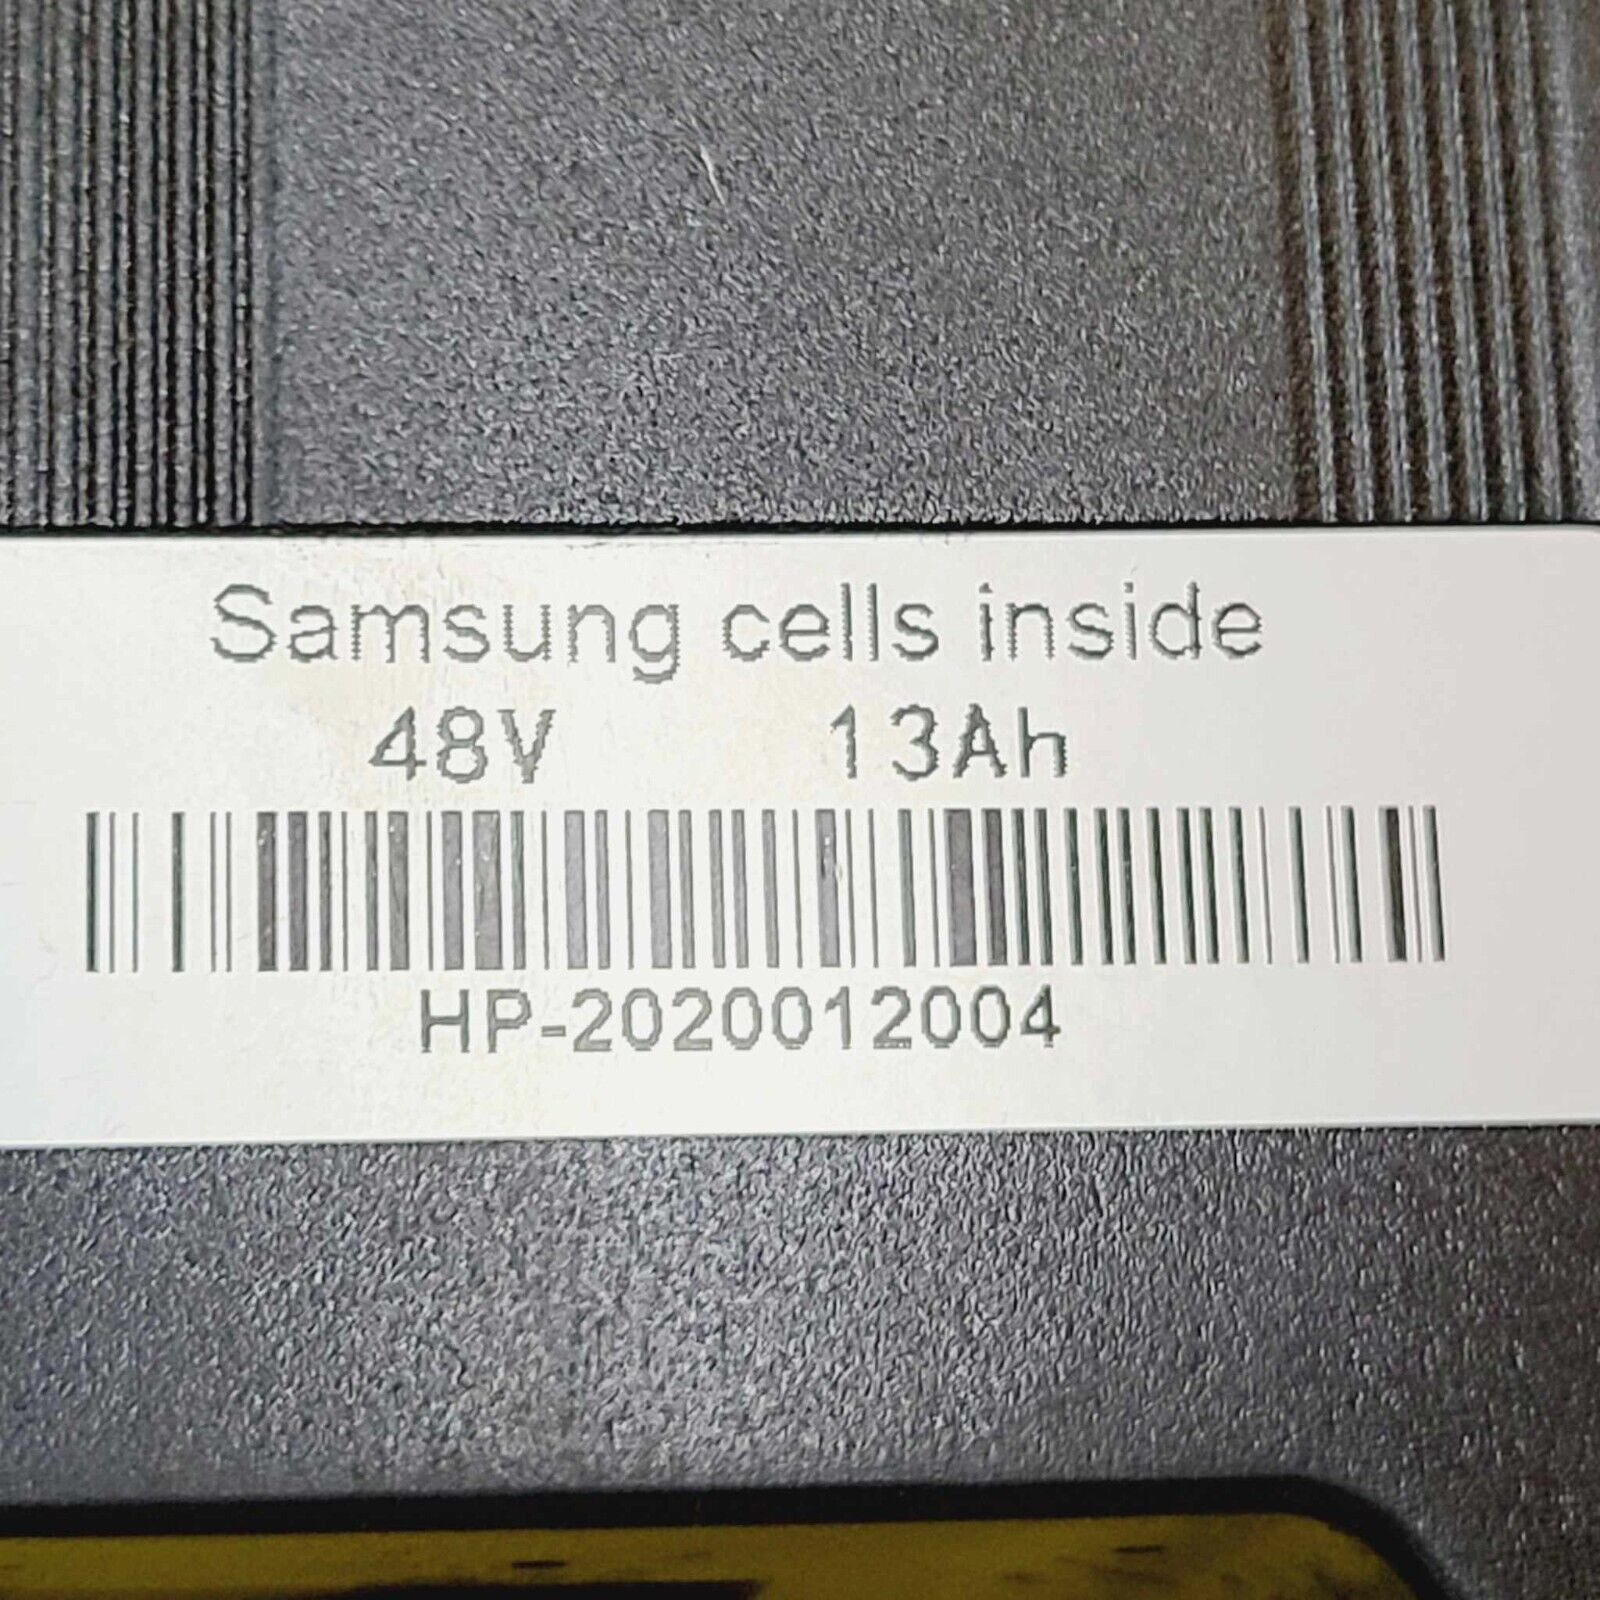 Samsung cells inside
48V 13Ah
HP-2020012004